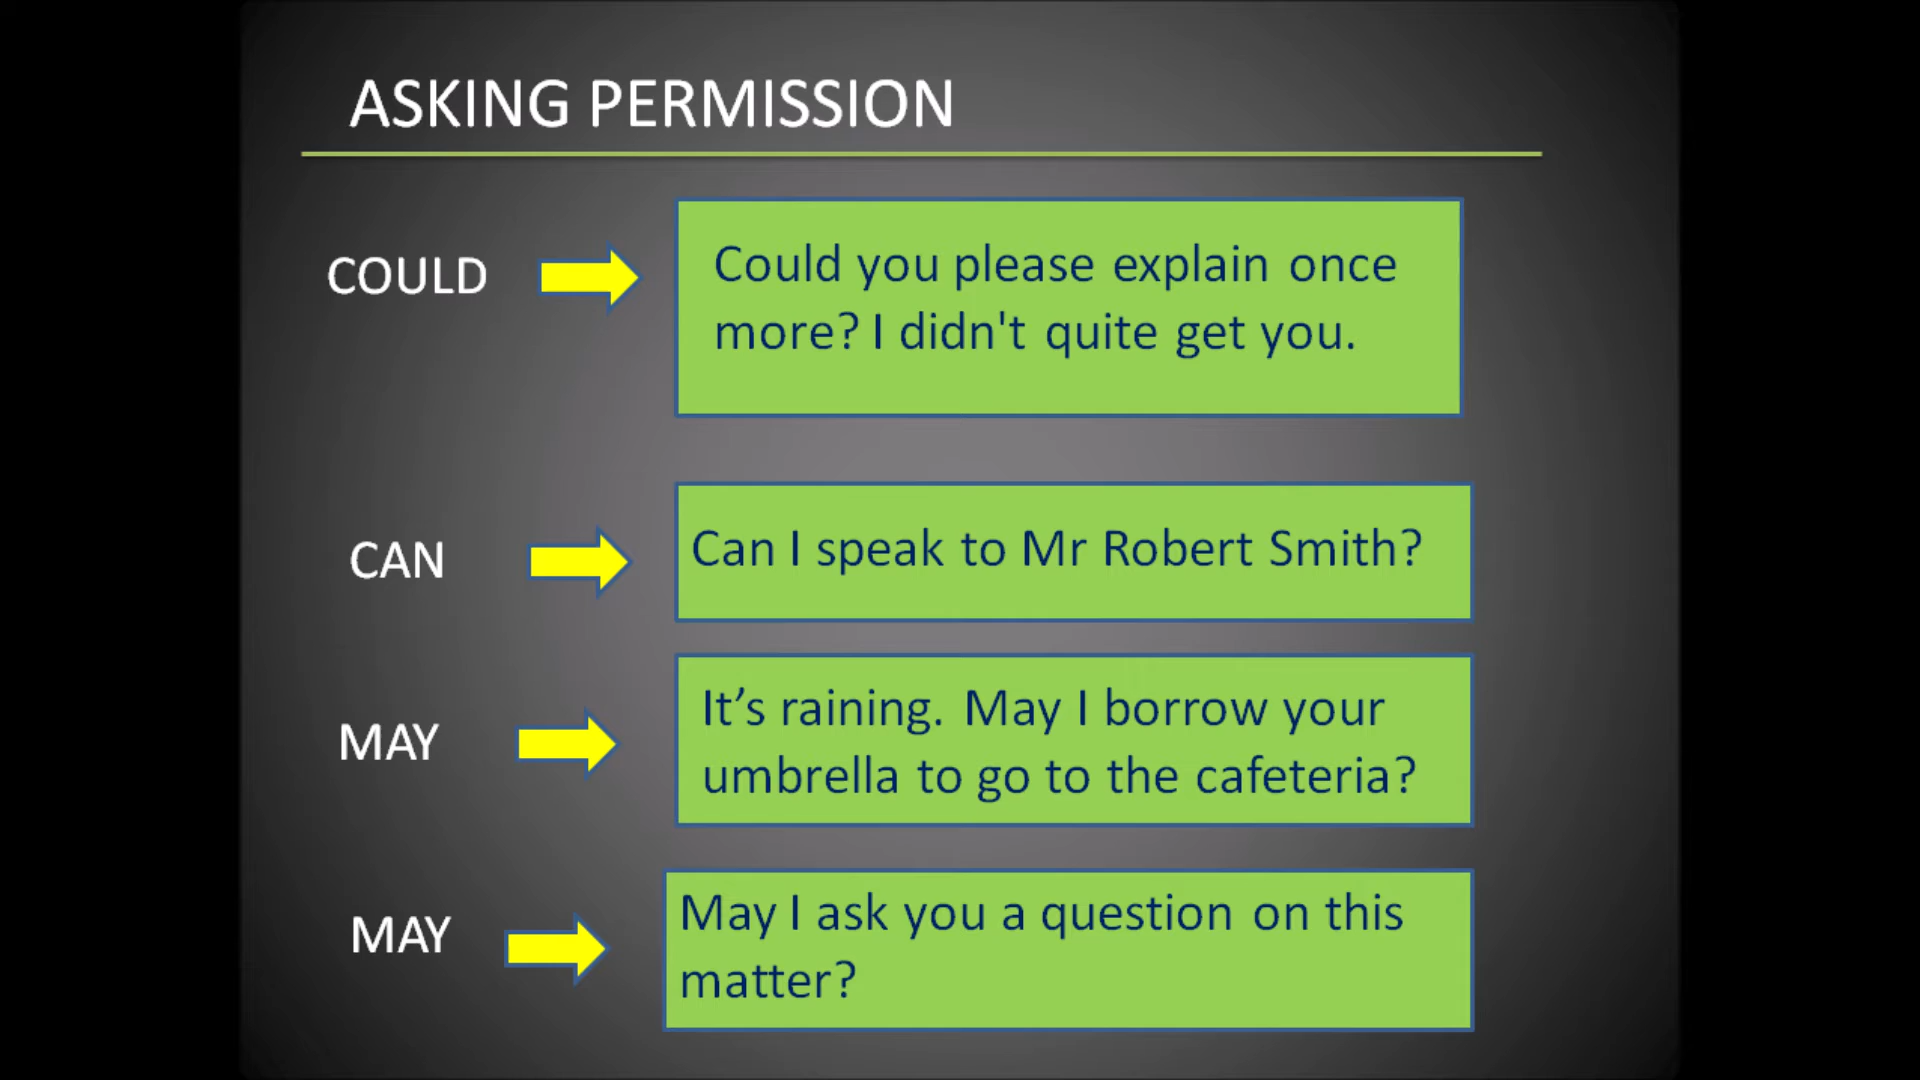 ASKING PERMISSION
COULD
Could you please explain once
more? I didn't quite get you.
CAN
Can I speak to Mr Robert Smith?
MAY
It’s raining. May I borrow your
umbrella to go to the cafeteria?
MAY
May I ask you a question on this
matter?